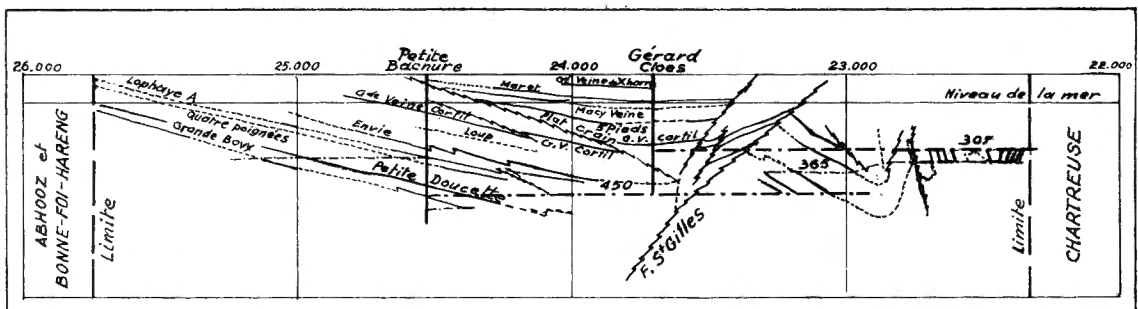 Petite
Bacnure
Gérard
Cloes
26.000
25.000
24.000
23.000
22.000
Gd Veine
Lophaye A
Maret
Niveau de la mer
Gde Veine Cortil
Macy Veine
Quatre poignées
Envie
Plat crain
5 Pieds
G.V. Cortil
Grande Bovy
Loup
G.V. Cortil
307
365
Petite Doucette
450
F. St Gilles
ABHOOZ et
BONNE-FOI-HARENG
Limite
Limite
CHARTREUSE